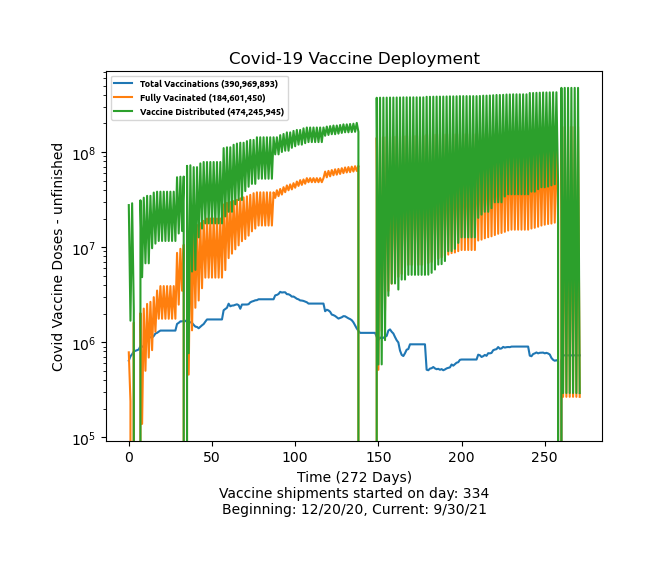 Covid-19 Vaccine Deployment
Total Vaccinations (390,969,893)
Fully Vacinated (184,601,450)
Vaccine Distributed (474,245,945)
Covid Vaccine Doses - unfinished
10^8
10^7
10^6
10^5
0 50 100 150 200 250
Time (272 Days)
Vaccine shipments started on day: 334
Beginning: 12/20/20, Current: 9/30/21